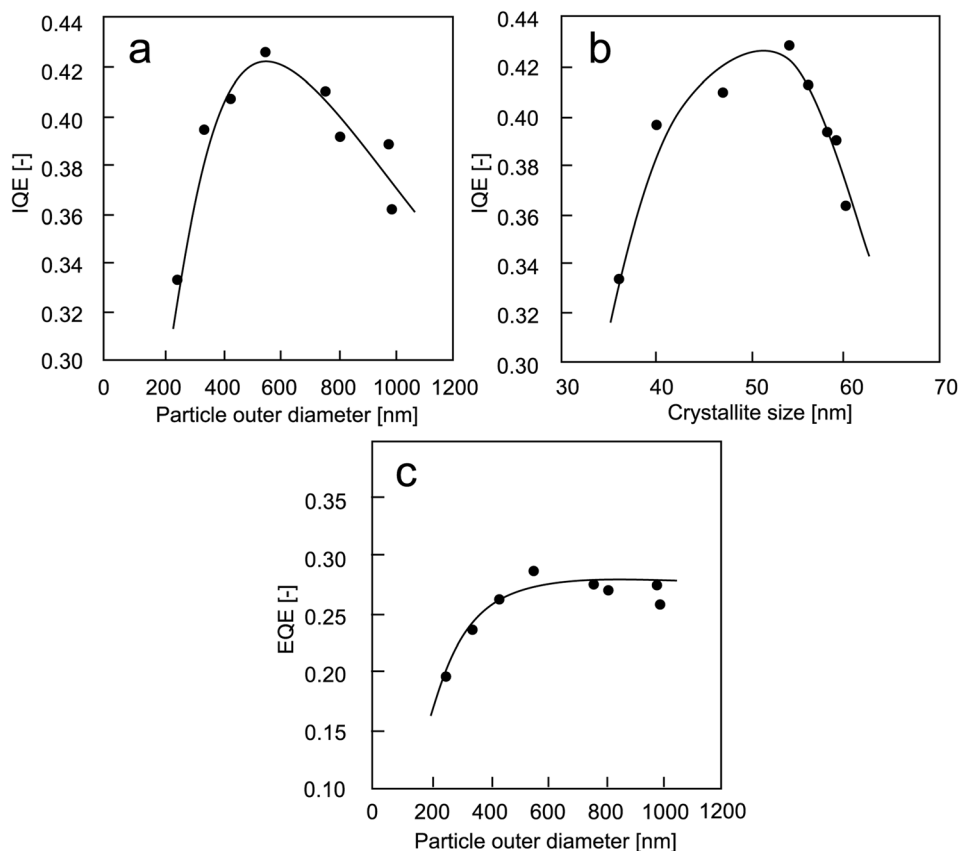 a
IQE [-]
0.44
0.42
0.40
0.38
0.36
0.34
0.32
0.30
0 200 400 600 800 1000 1200
Particle outer diameter [nm]
b
IQE [-]
0.44
0.42
0.40
0.38
0.36
0.34
0.32
0.30
30 40 50 60 70
Crystallite size [nm]
c
EQE [-]
0.35
0.30
0.25
0.20
0.15
0.10
0 200 400 600 800 1000 1200
Particle outer diameter [nm]